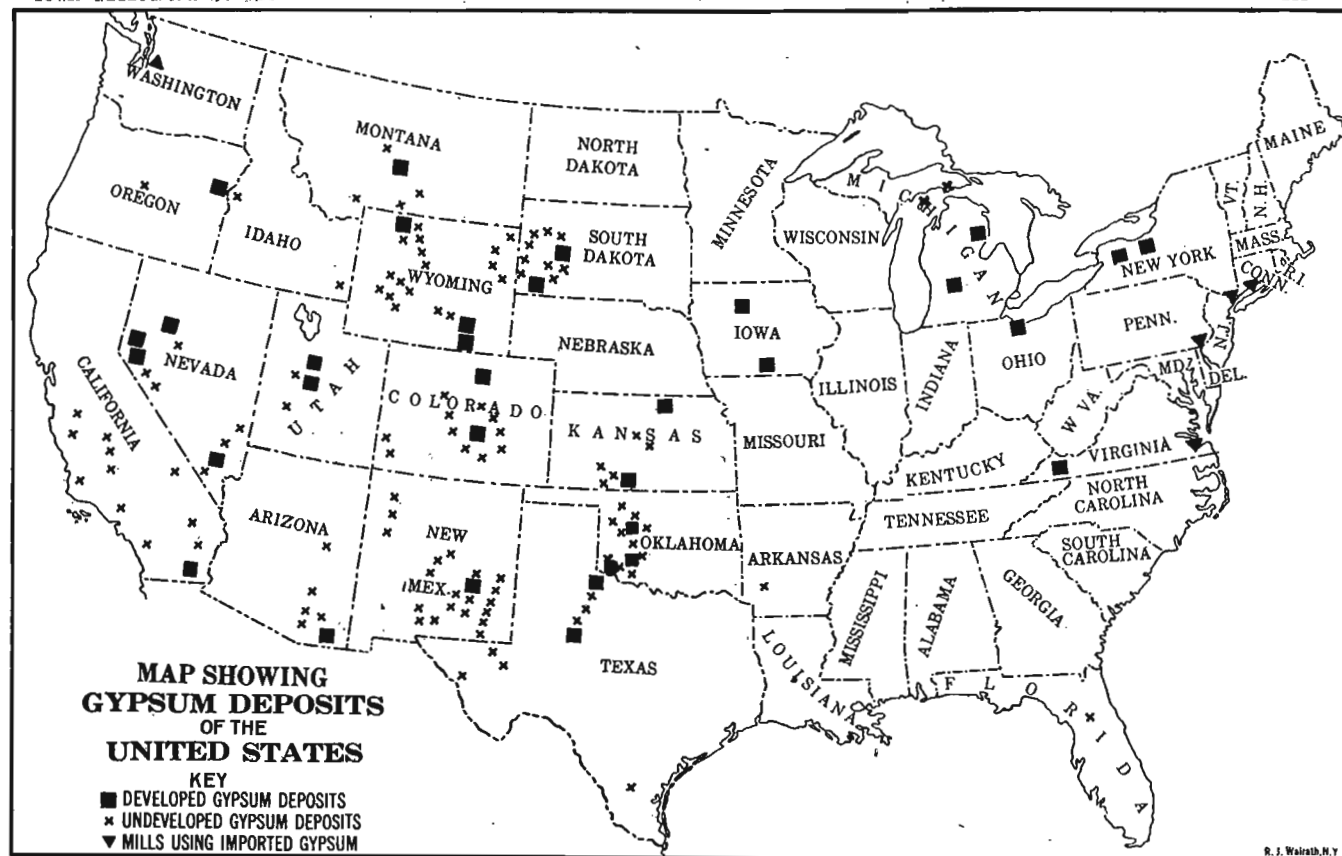 WASHINGTON
MONTANA
NORTH
DAKOTA
MINNESOTA
MICHIGAN
MAINE
VT.
N.H.
OREGON
IDAHO
WYOMING
SOUTH
DAKOTA
WISCONSIN
NEW YORK
MASS.
CONN.
R.I.
NEVADA
UTAH
CALIFORNIA
COLORADO
NEBRASKA
IOWA
ILLINOIS
INDIANA
OHIO
PENN.
N.J.
MD.
DEL.
W VA.
VIRGINIA
KANSAS
MISSOURI
KENTUCKY
NORTH
CAROLINA
TENNESSEE
SOUTH
CAROLINA
ARIZONA
NEW
MEX.
OKLAHOMA
ARKANSAS
TEXAS
LOUISIANA
MISSISSIPPI
ALABAMA
GEORGIA
FLORIDA
MAP SHOWING
GYPSUM DEPOSITS
OF THE
UNITED STATES
KEY
DEVELOPED GYPSUM DEPOSITS
UNDEVELOPED GYPSUM DEPOSITS
MILLS USING IMPORTED GYPSUM
R. J. Walrath, N.Y